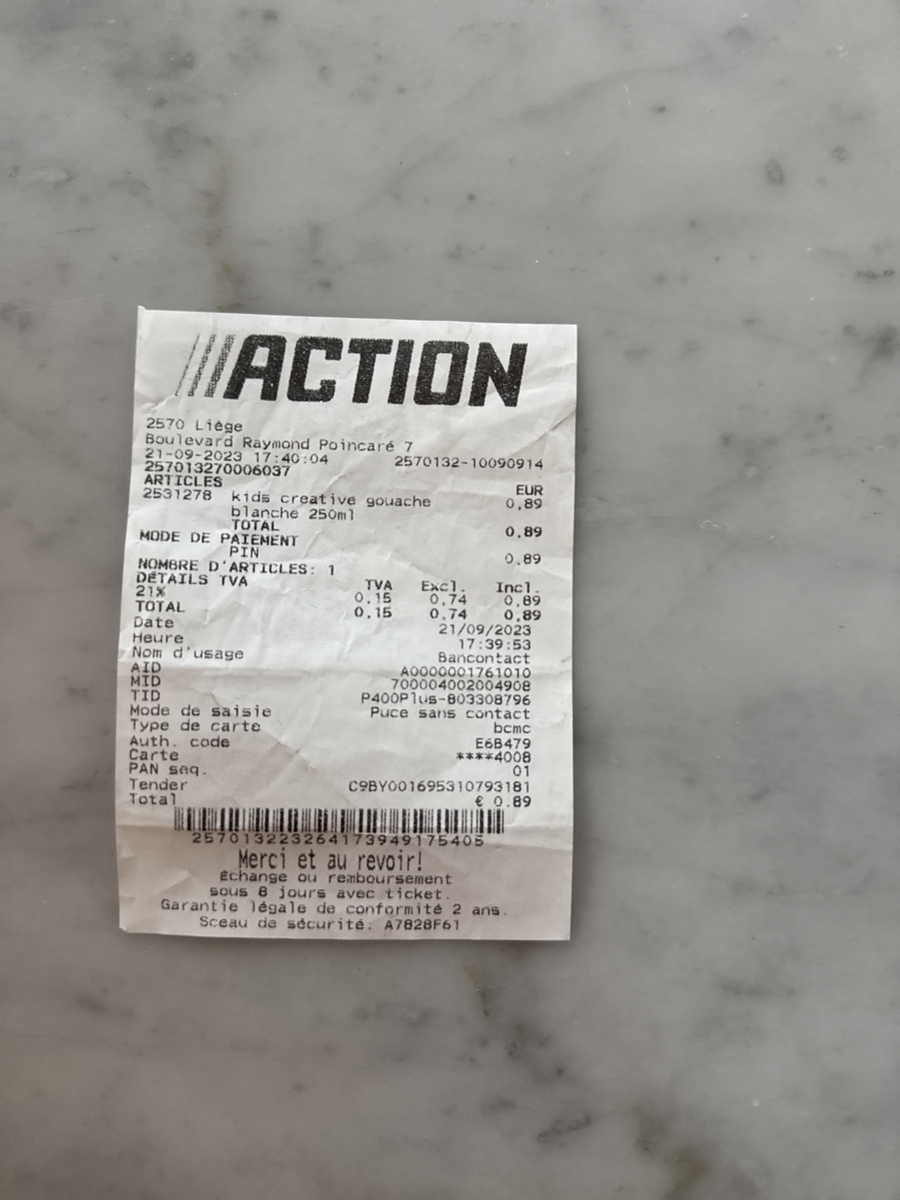 ACTION
2570 Liège
Boulevard Raymond Poincaré 7
21-09-2023 17:40:04 2570132-10090914
257013270006037
ARTICLES EUR
2531278 kids creative gouache 0,89
blanche 250ml
TOTAL 0,89
MODE DE PAIEMENT
PIN 0,89
NOMBRE D'ARTICLES: 1
DÉTAILS TVA TVA Excl. Incl.
21% 0,15 0,74 0,89
TOTAL 0,15 0,74 0,89
Date 21/09/2023
Heure 17:39:53
Nom d'usage Bancontact
AID A0000001761010
MID 700004002004908
TID P400Plus-803308796
Mode de saisie Puce sans contact
Type de carte bcmc
Auth. code E6B479
Carte ****4008
PAN seq. 01
Tender C9BY001695310793181
Total € 0.89
257013223264173949175405
Merci et au revoir!
Échange ou remboursement
sous 8 jours avec ticket.
Garantie légale de conformité 2 ans.
Sceau de sécurité: A7828F61